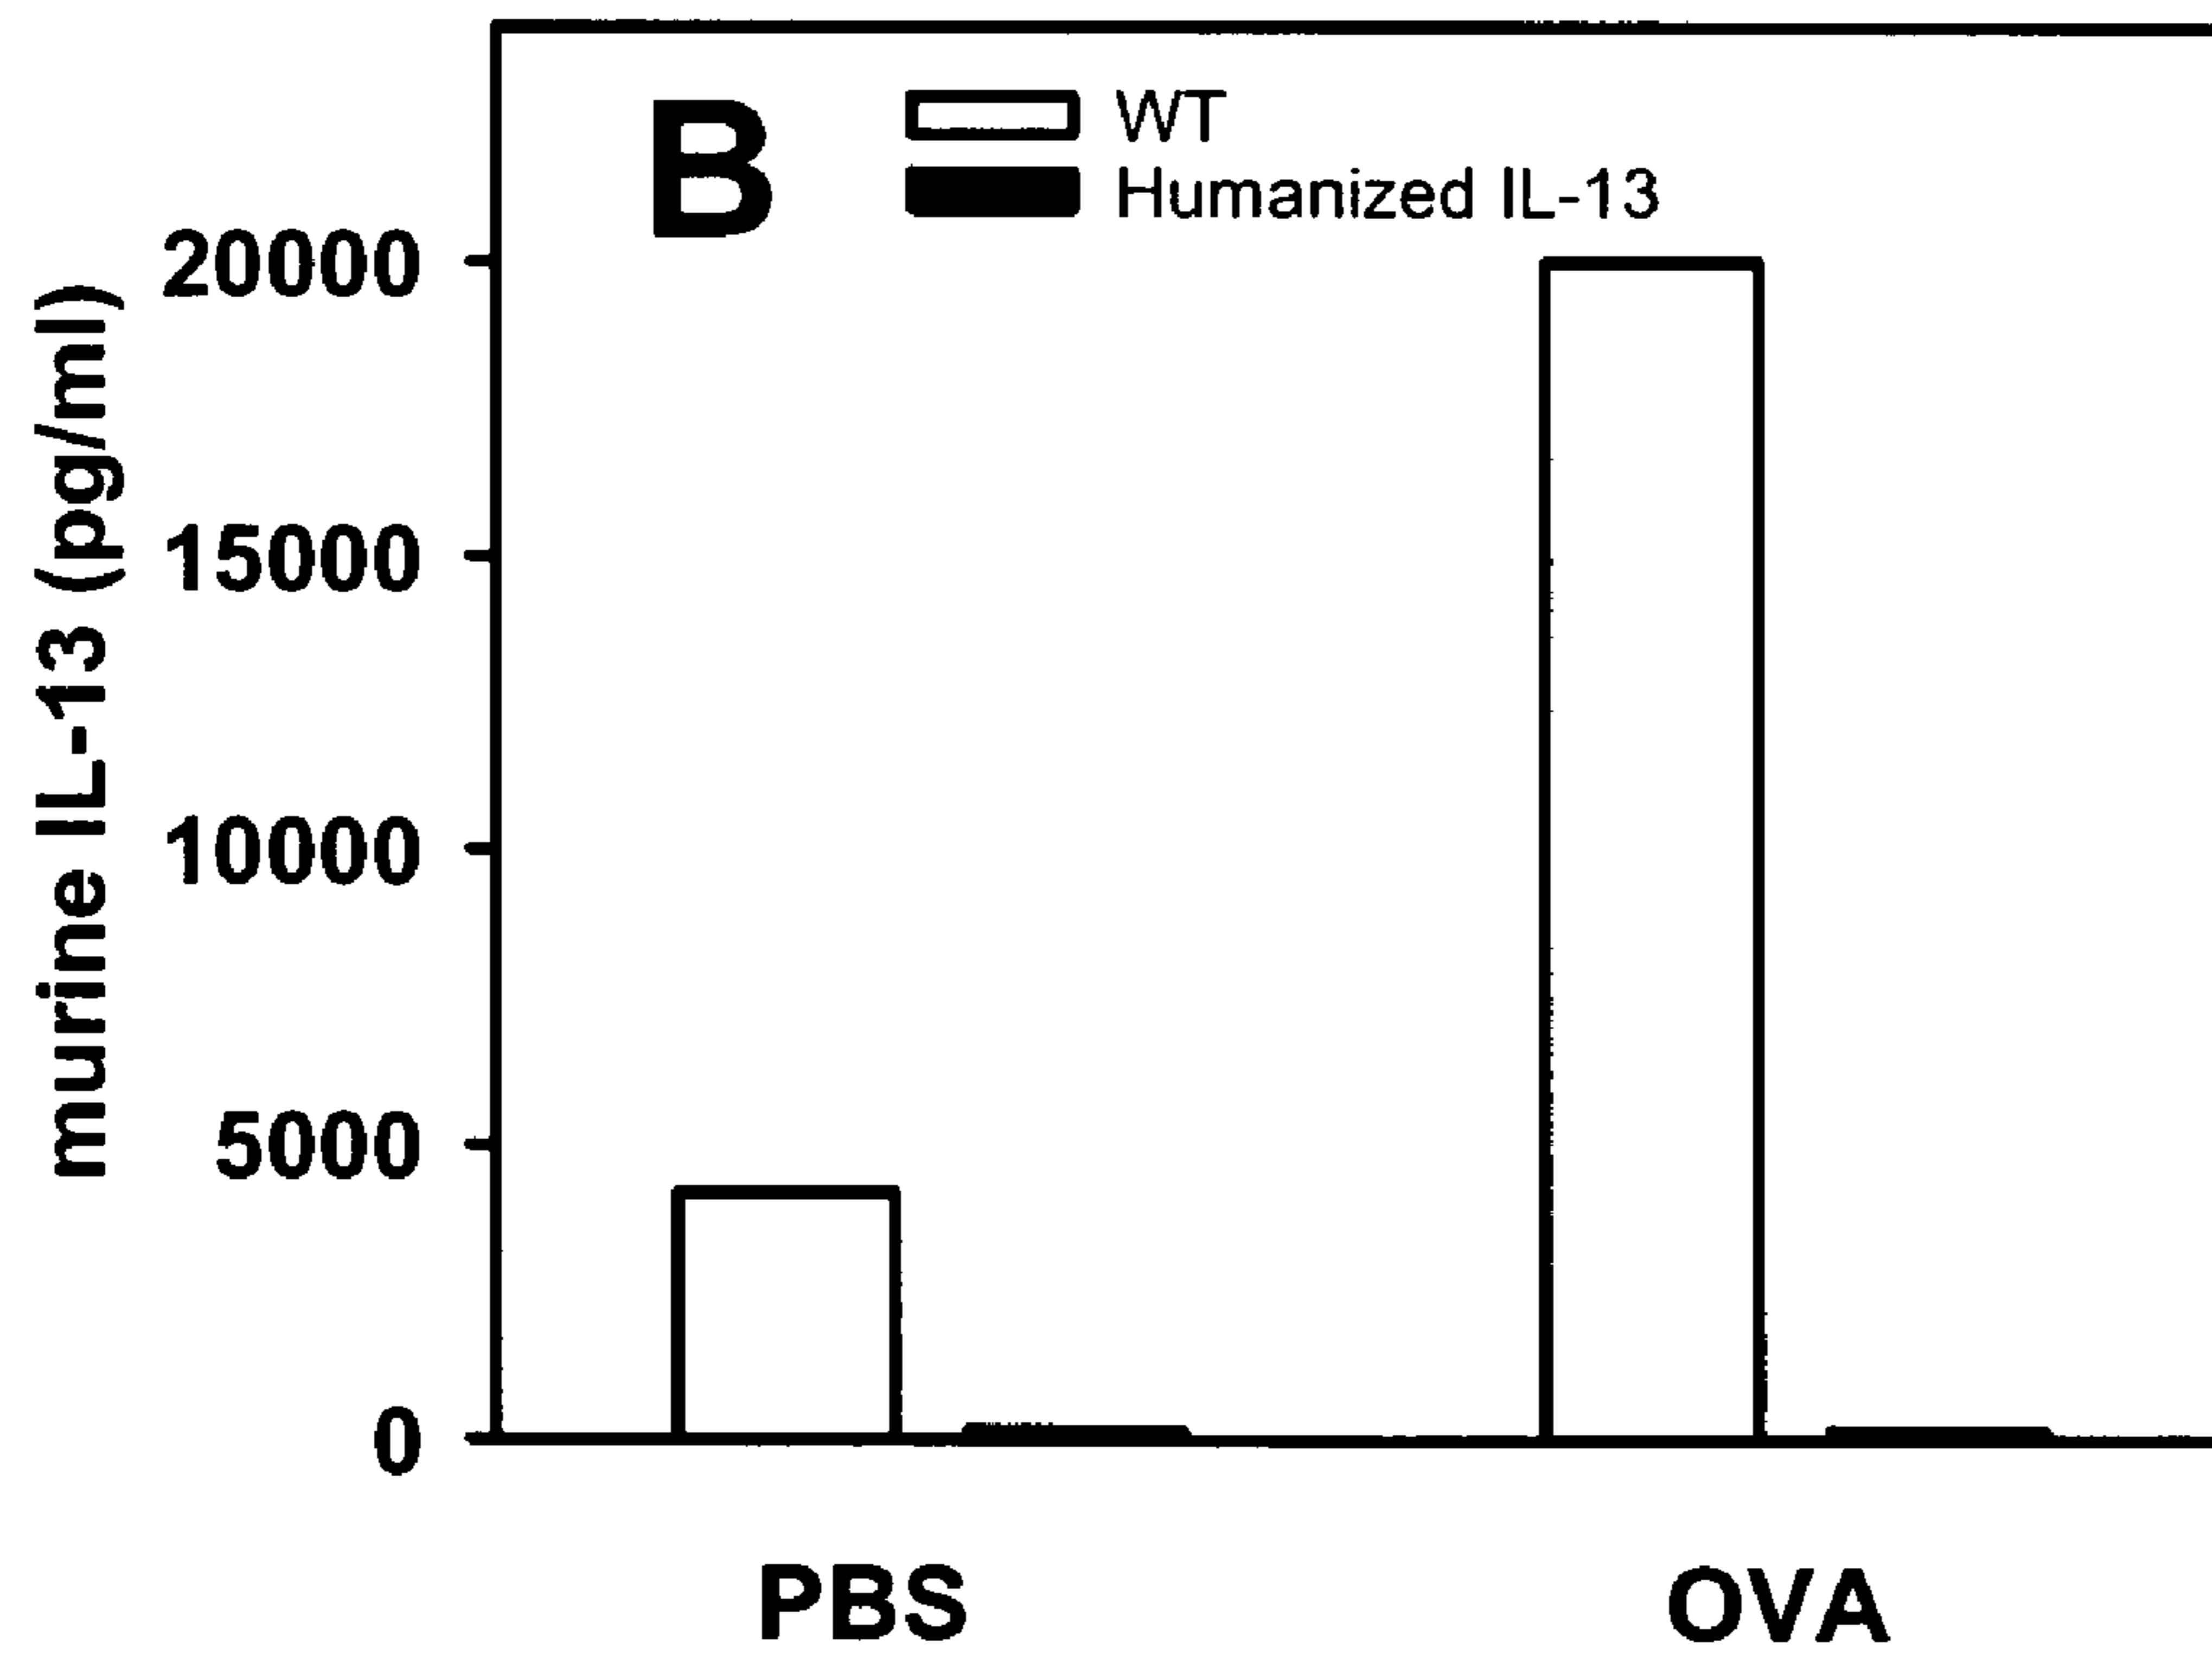 B
WT
Humanized IL-13
murine IL-13 (pg/ml)
20000
15000
10000
5000
0
PBS
OVA